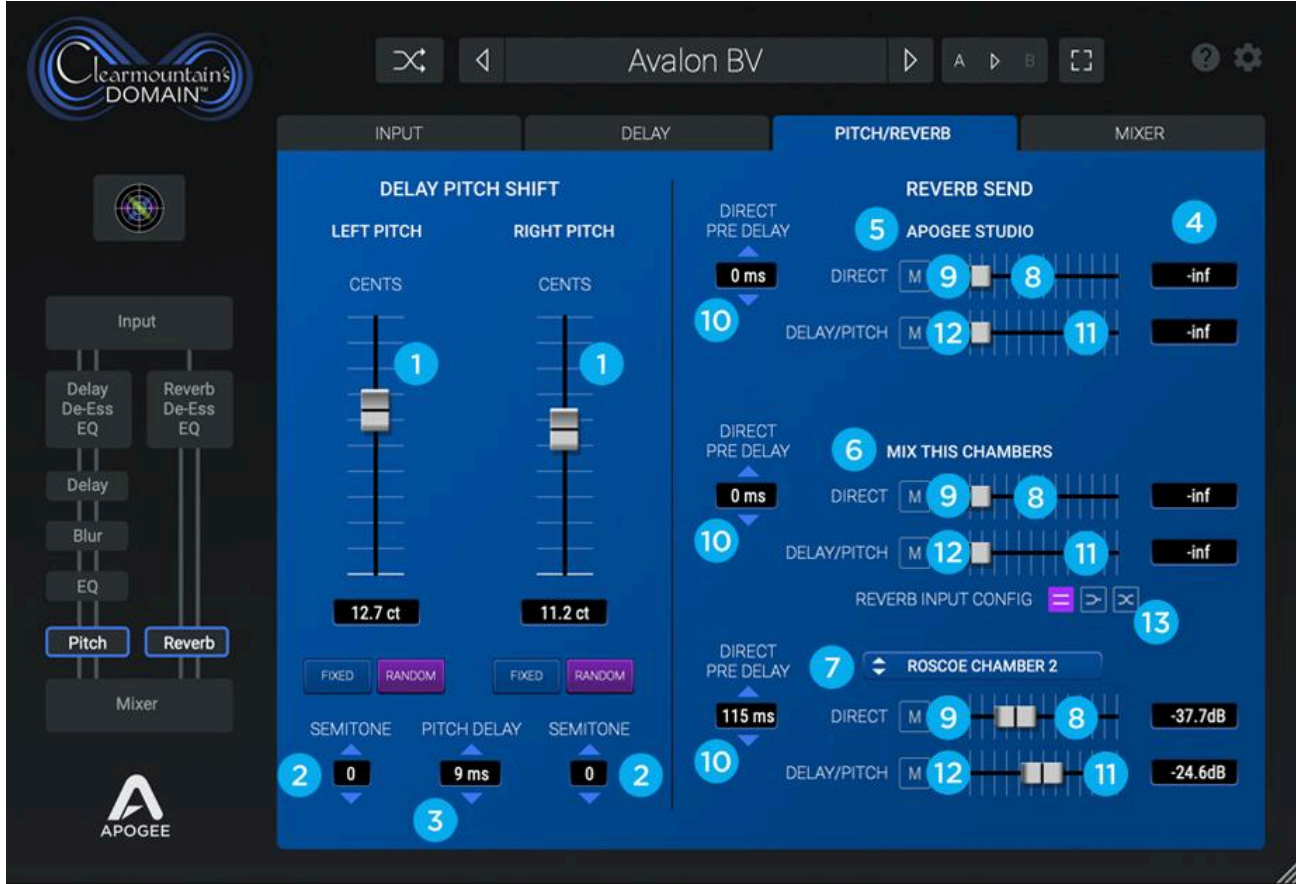 Clearmountain's
DOMAIN™
Avalon BV
A B
?
INPUT DELAY PITCH/REVERB MIXER
DELAY PITCH SHIFT
LEFT PITCH RIGHT PITCH
CENTS CENTS
1 1
12.7 ct 11.2 ct
FIXED RANDOM FIXED RANDOM
SEMITONE PITCH DELAY SEMITONE
2 0 9 ms 0 2
3
REVERB SEND
4
DIRECT
PRE DELAY
5 APOGEE STUDIO
0 ms DIRECT M 9 8 -inf
10
DELAY/PITCH M 12 11 -inf
DIRECT
PRE DELAY
6 MIX THIS CHAMBERS
0 ms DIRECT M 9 8 -inf
10
DELAY/PITCH M 12 11 -inf
REVERB INPUT CONFIG
13
DIRECT
PRE DELAY
7 ROSCOE CHAMBER 2
115 ms DIRECT M 9 8 -37.7dB
10
DELAY/PITCH M 12 11 -24.6dB
Input
Delay
De-Ess
EQ
Reverb
De-Ess
EQ
Delay
Blur
EQ
Pitch Reverb
Mixer
APOGEE